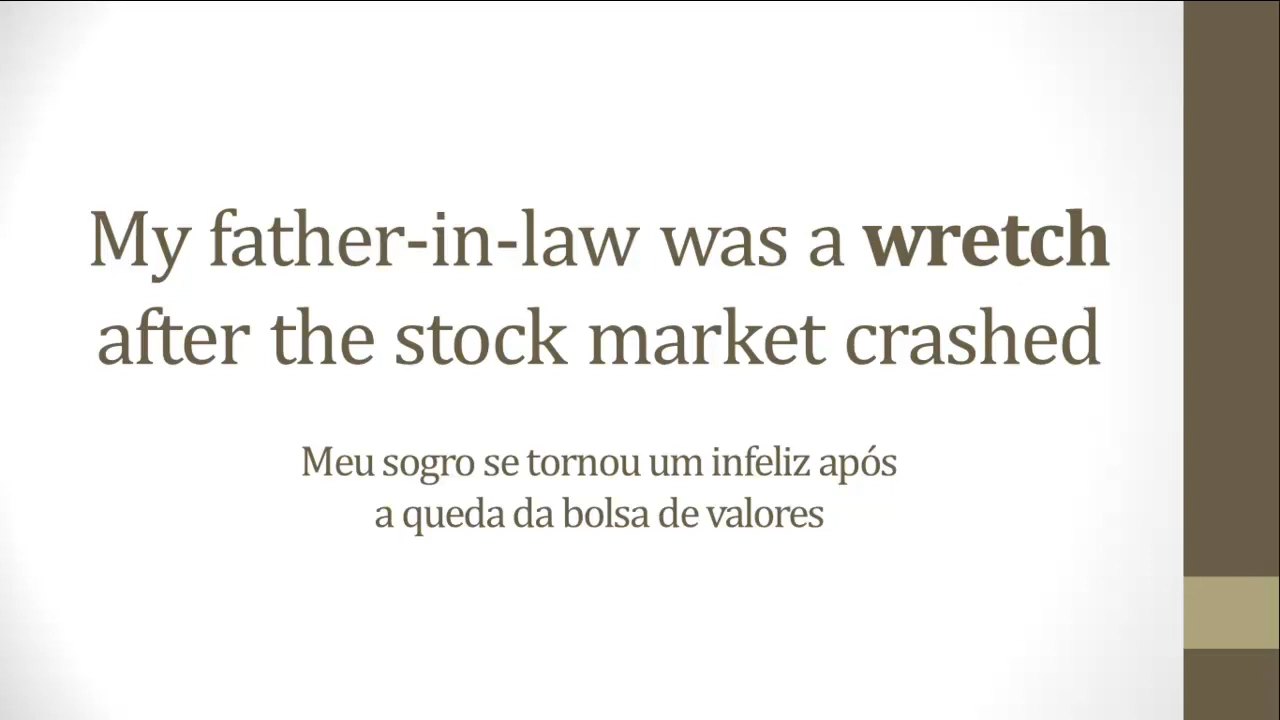 My father-in-law was a wretch
after the stock market crashed
Meu sogro se tornou um infeliz após
a queda da bolsa de valores